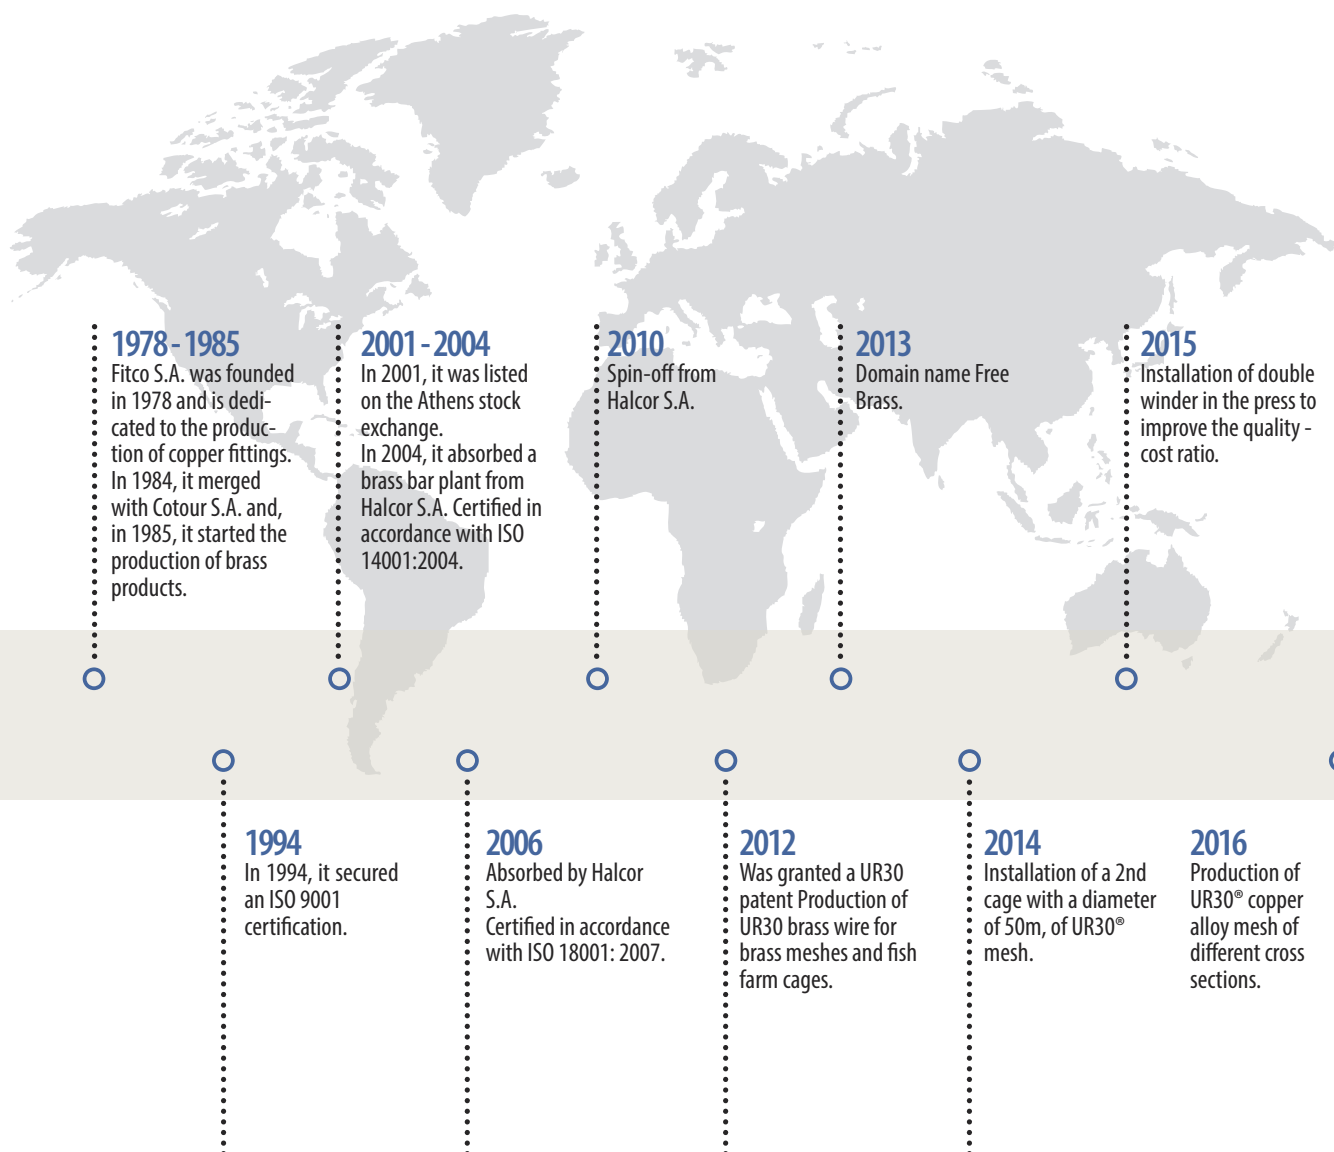 1978 - 1985
Fitco S.A. was founded
in 1978 and is dedi-
cated to the produc-
tion of copper fittings.
In 1984, it merged
with Cotour S.A. and,
in 1985, it started the
production of brass
products.
2001 - 2004
In 2001, it was listed
on the Athens stock
exchange.
In 2004, it absorbed a
brass bar plant from
Halcor S.A. Certified in
accordance with ISO
14001:2004.
2010
Spin-off from
Halcor S.A.
2013
Domain name Free
Brass.
2015
Installation of double
winder in the press to
improve the quality -
cost ratio.
1994
In 1994, it secured
an ISO 9001
certification.
2006
Absorbed by Halcor
S.A.
Certified in accordance
with ISO 18001: 2007.
2012
Was granted a UR30
patent Production of
UR30 brass wire for
brass meshes and fish
farm cages.
2014
Installation of a 2nd
cage with a diameter
of 50m, of UR30®
mesh.
2016
Production of
UR30® copper
alloy mesh of
different cross
sections.